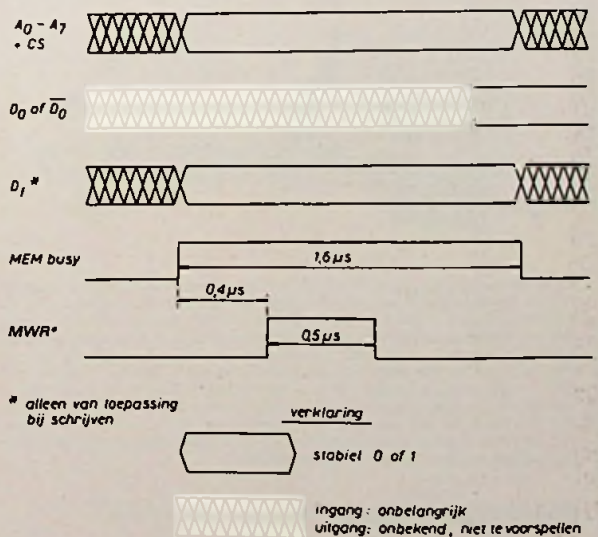 A0 – A7
+ CS
D0 of D̅0̅
DI *
MEM busy
1,6 µs
0,4 µs
MWR*
0,5 µs
* alleen van toepassing
bij schrijven
verklaring
stabiel 0 of 1
ingang: onbelangrijk
uitgang: onbekend, niet te voorspellen